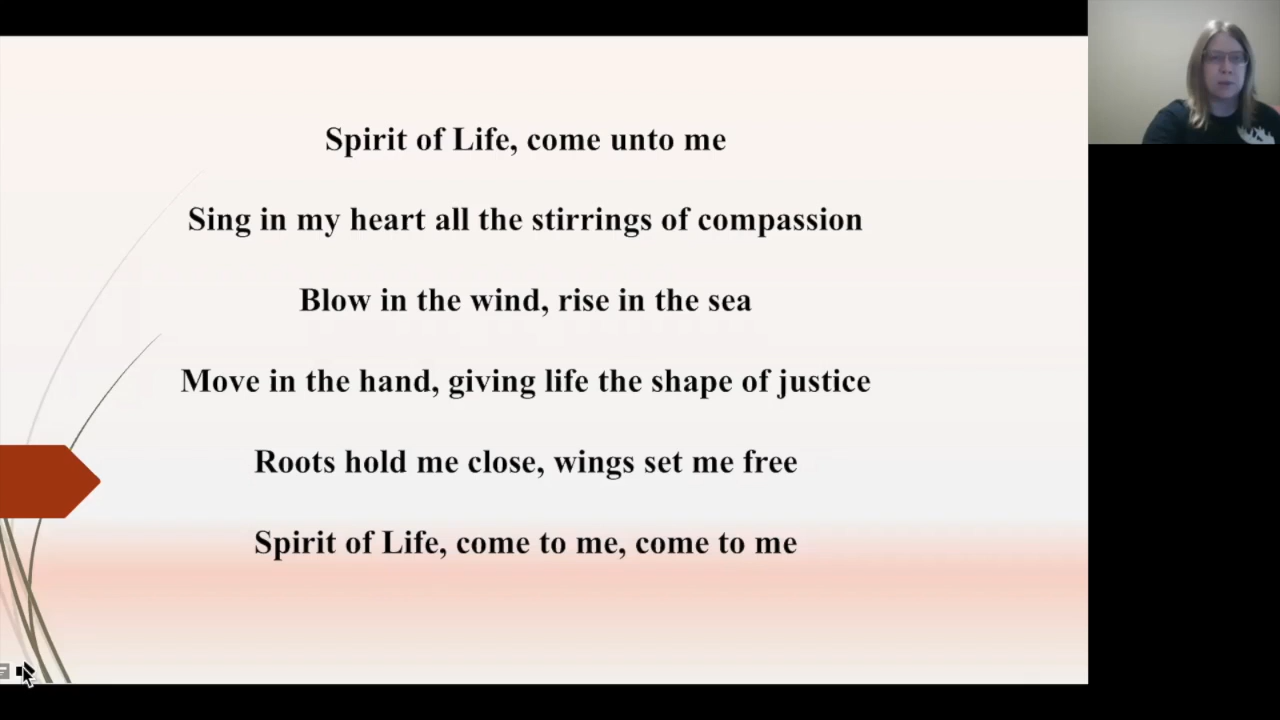 Spirit of Life, come unto me
Sing in my heart all the stirrings of compassion
Blow in the wind, rise in the sea
Move in the hand, giving life the shape of justice
Roots hold me close, wings set me free
Spirit of Life, come to me, come to me